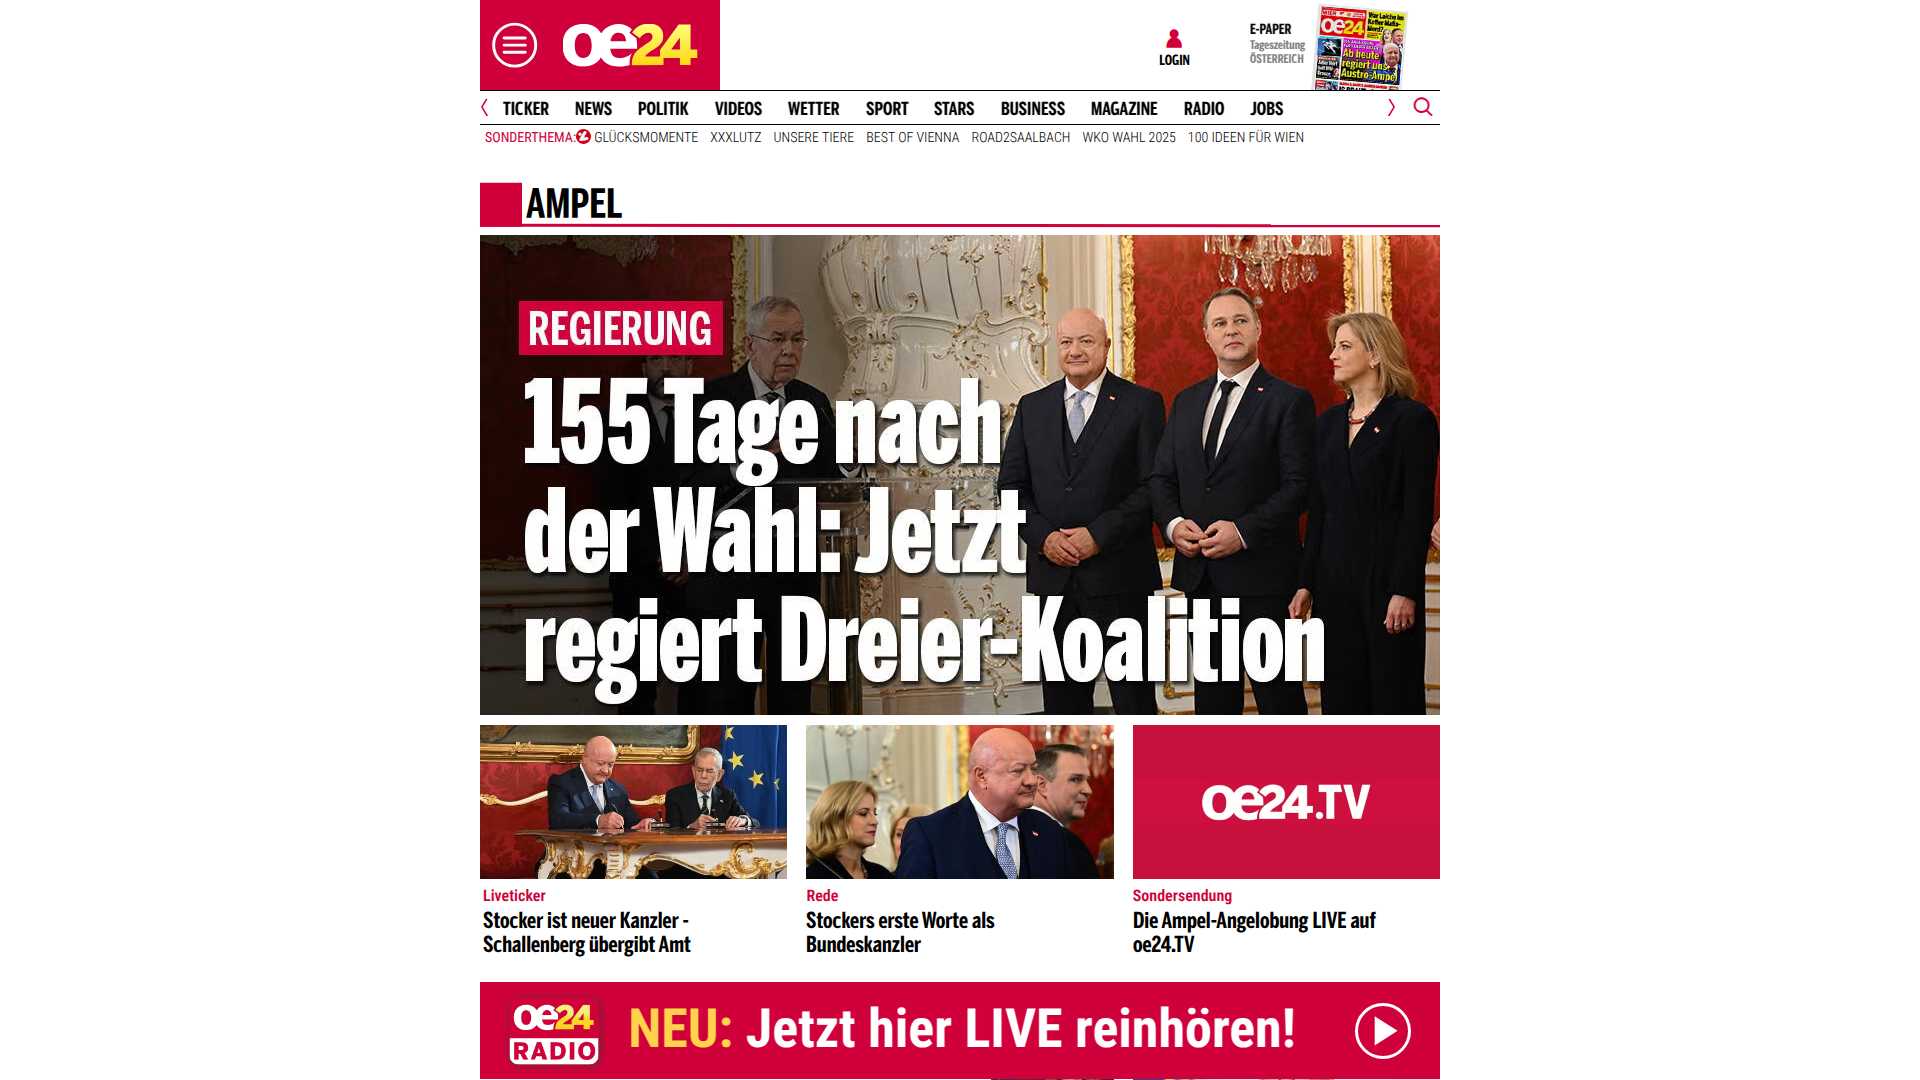 oe24
LOGIN
E-PAPER
Tageszeitung
ÖSTERREICH
oe24
Ab heute
regiert uns
Austro-Ampel
TICKER NEWS POLITIK VIDEOS WETTER SPORT STARS BUSINESS MAGAZINE RADIO JOBS
SONDERTHEMA: GLÜCKSMOMENTE XXXLUTZ UNSERE TIERE BEST OF VIENNA ROAD2SAALBACH WKO WAHL 2025 100 IDEEN FÜR WIEN
AMPEL
REGIERUNG
155 Tage nach
der Wahl: Jetzt
regiert Dreier-Koalition
oe24.TV
Liveticker
Stocker ist neuer Kanzler -
Schallenberg übergibt Amt
Rede
Stockers erste Worte als
Bundeskanzler
Sondersendung
Die Ampel-Angelobung LIVE auf
oe24.TV
oe24
RADIO
NEU: Jetzt hier LIVE reinhören!